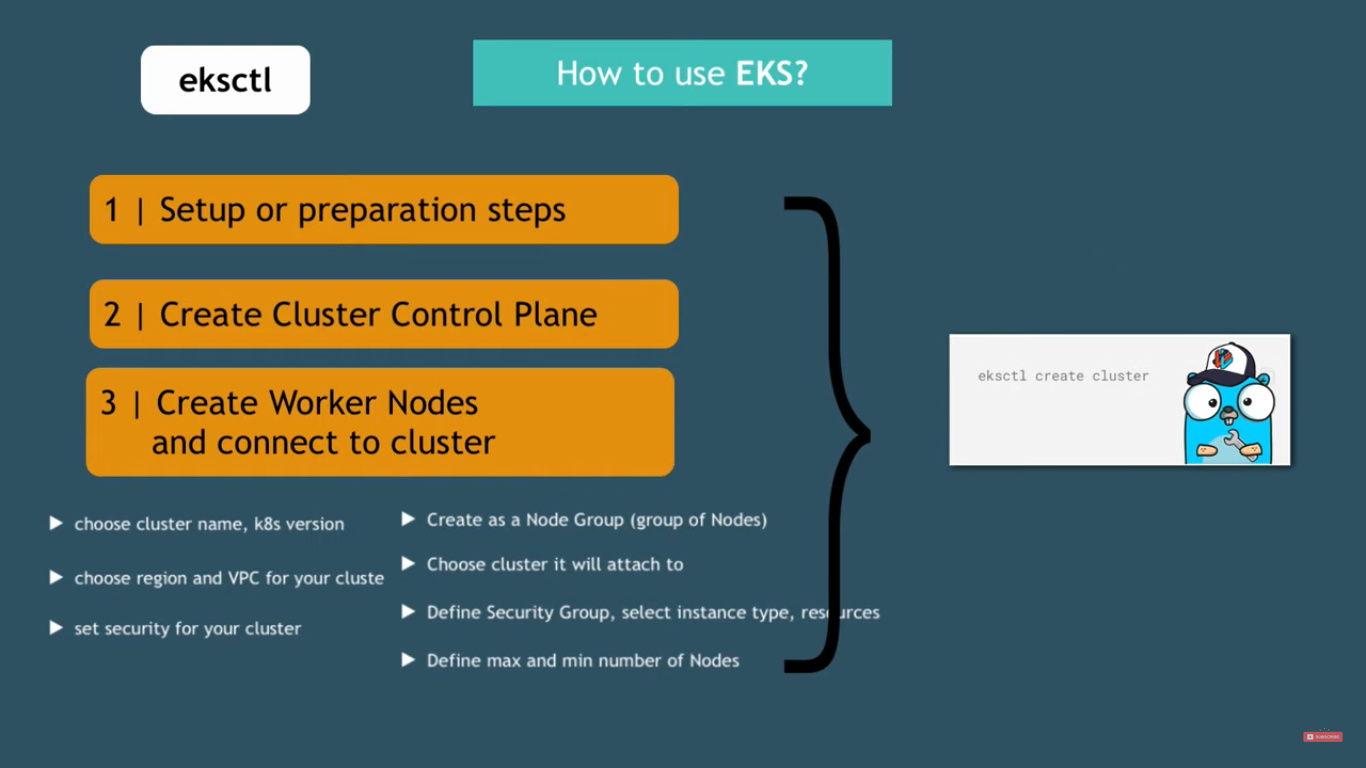 eksctl
How to use EKS?
1 | Setup or preparation steps
2 | Create Cluster Control Plane
3 | Create Worker Nodes
and connect to cluster
choose cluster name, k8s version
choose region and VPC for your cluste
set security for your cluster
Create as a Node Group (group of Nodes)
Choose cluster it will attach to
Define Security Group, select instance type, resources
Define max and min number of Nodes
eksctl create cluster
SUBSCRIBE